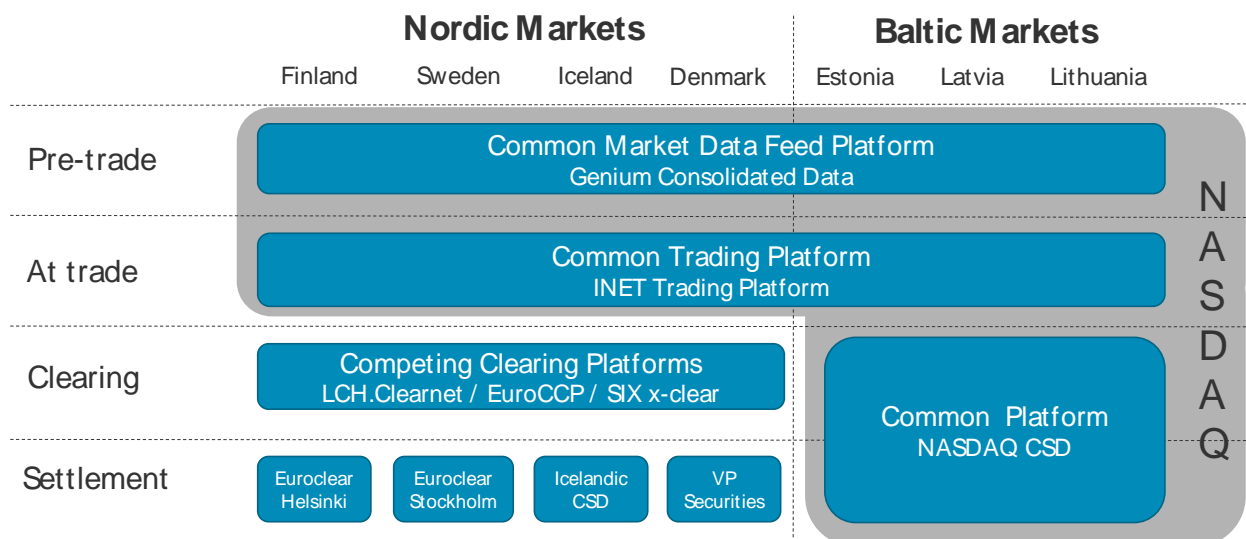 Nordic Markets
Baltic Markets
Finland
Sweden
Iceland
Denmark
Estonia
Latvia
Lithuania
Pre-trade
Common Market Data Feed Platform
Genium Consolidated Data
At trade
Common Trading Platform
INET Trading Platform
Clearing
Competing Clearing Platforms
LCH.Clearnet / EuroCCP / SIX x-clear
Common Platform
NASDAQ CSD
Settlement
Euroclear
Helsinki
Euroclear
Stockholm
Icelandic
CSD
VP
Securities
N
A
S
D
A
Q